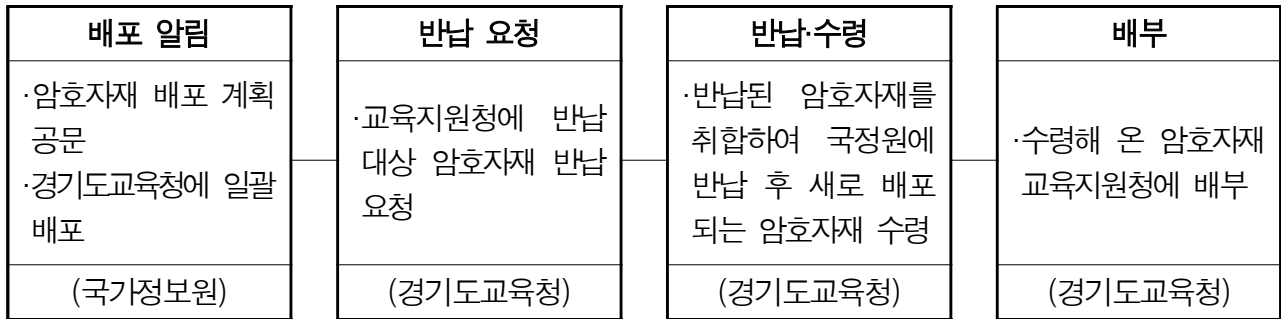 배포 알림
·암호자재 배포 계획
공문
·경기도교육청에 일괄
배포
(국가정보원)
반납 요청
·교육지원청에 반납
대상 암호자재 반납
요청
(경기도교육청)
반납·수령
·반납된 암호자재를
취합하여 국정원에
반납 후 새로 배포
되는 암호자재 수령
(경기도교육청)
배부
·수령해 온 암호자재
교육지원청에 배부
(경기도교육청)